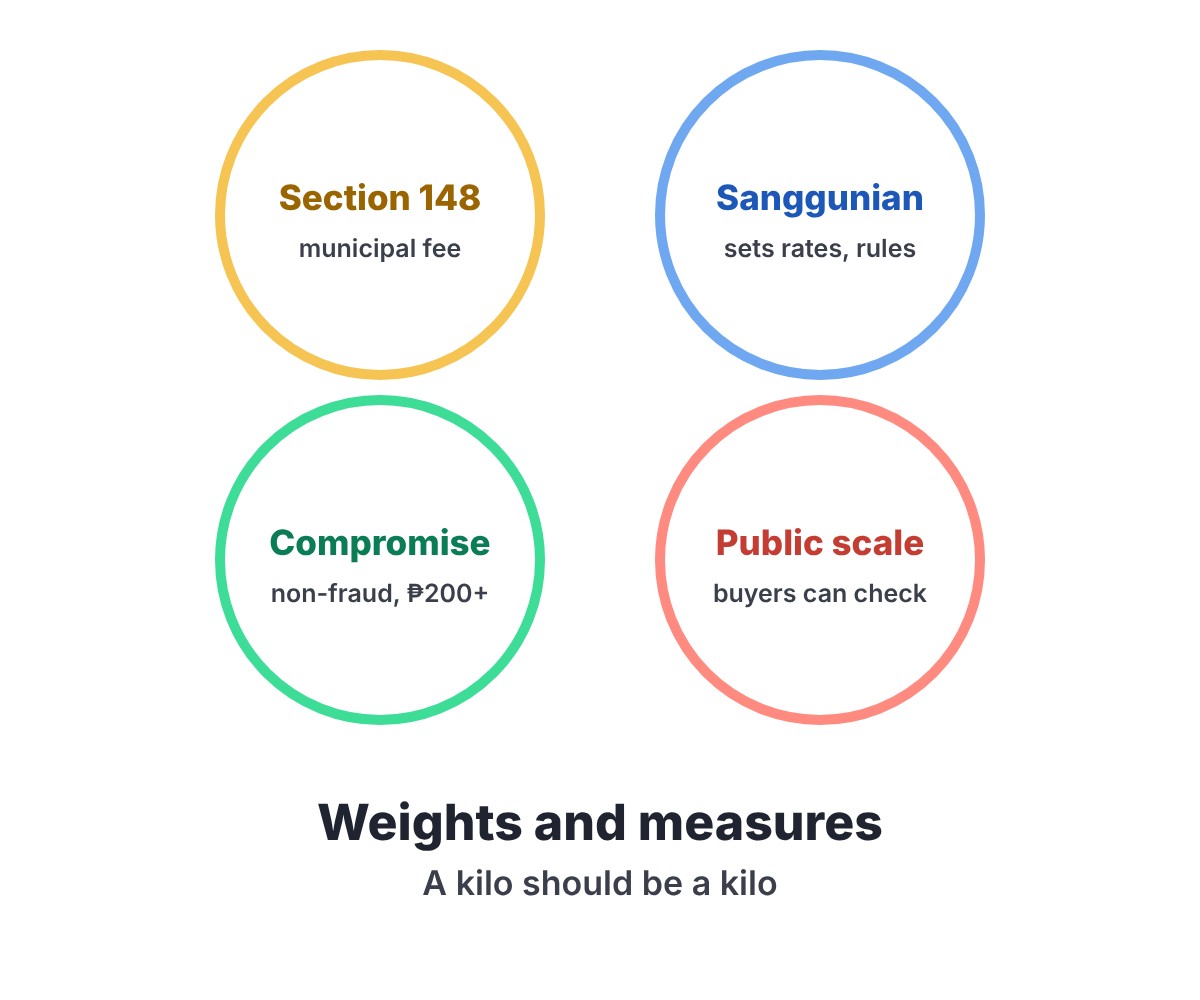 Section 148
municipal fee
Sanggunian
sets rates, rules
Compromise
non-fraud, ₱200+
Public scale
buyers can check
Weights and measures
A kilo should be a kilo